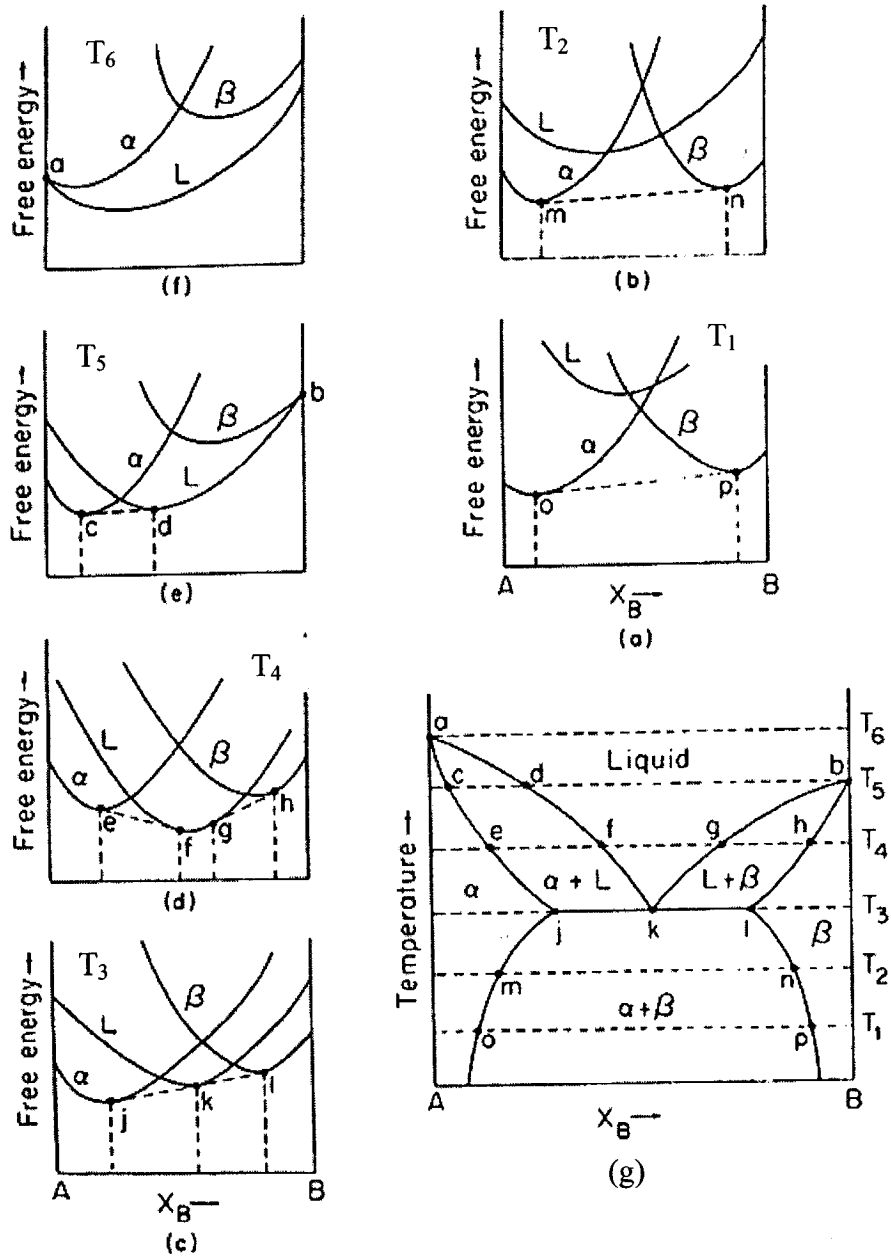 T6
Free energy→
a
α
β
L
(f)
T2
Free energy→
L
α
β
m
n
(b)
T5
Free energy→
α
β
b
L
c
d
(e)
T1
Free energy→
L
α
β
o
p
A
XB→
B
(a)
T4
Free energy→
L
β
α
e
f
g
h
(d)
T3
Free energy→
β
L
α
j
k
l
A
XB—
B
(c)
Temperature→
a
T6
Liquid
c
d
b
T5
e
f
g
h
T4
α
α+L
L+β
j
k
l
T3
β
m
n
T2
α+β
o
p
T1
A
XB→
B
(g)